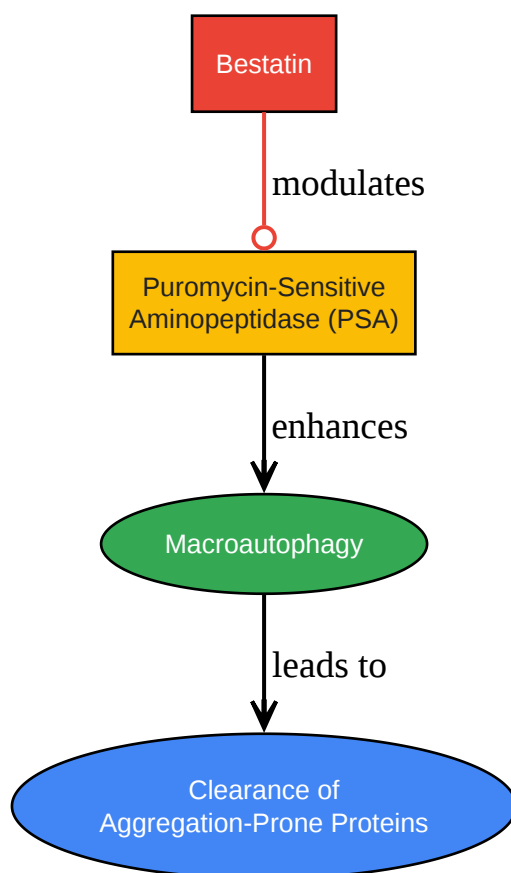 Bestatin
modulates
Puromycin-Sensitive
Aminopeptidase (PSA)
enhances
Macroautophagy
leads to
Clearance of
Aggregation-Prone Proteins